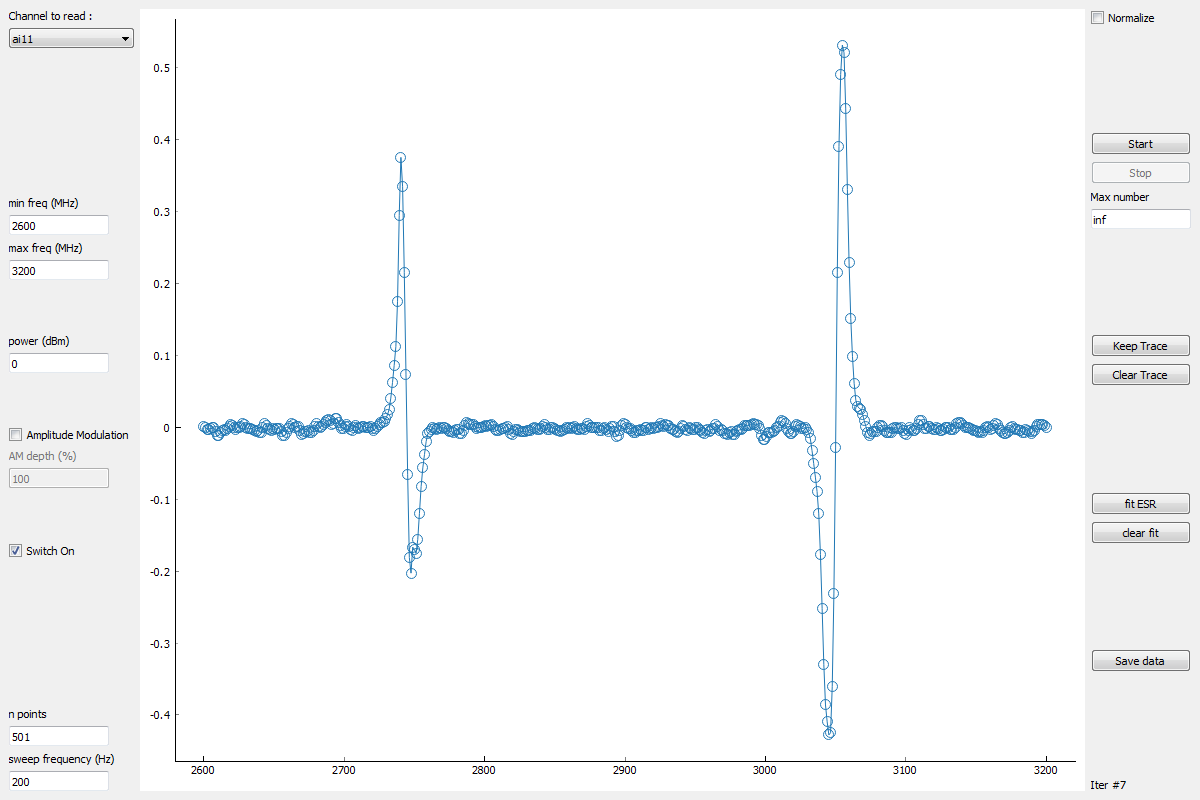 Channel to read :
ai11
min freq (MHz)
2600
max freq (MHz)
3200
power (dBm)
0
Amplitude Modulation
AM depth (%)
100
Switch On
n points
501
sweep frequency (Hz)
200
0.5
0.4
0.3
0.2
0.1
0
-0.1
-0.2
-0.3
-0.4
2600 2700 2800 2900 3000 3100 3200
Normalize
Start
Stop
Max number
inf
Keep Trace
Clear Trace
fit ESR
clear fit
Save data
Iter #7